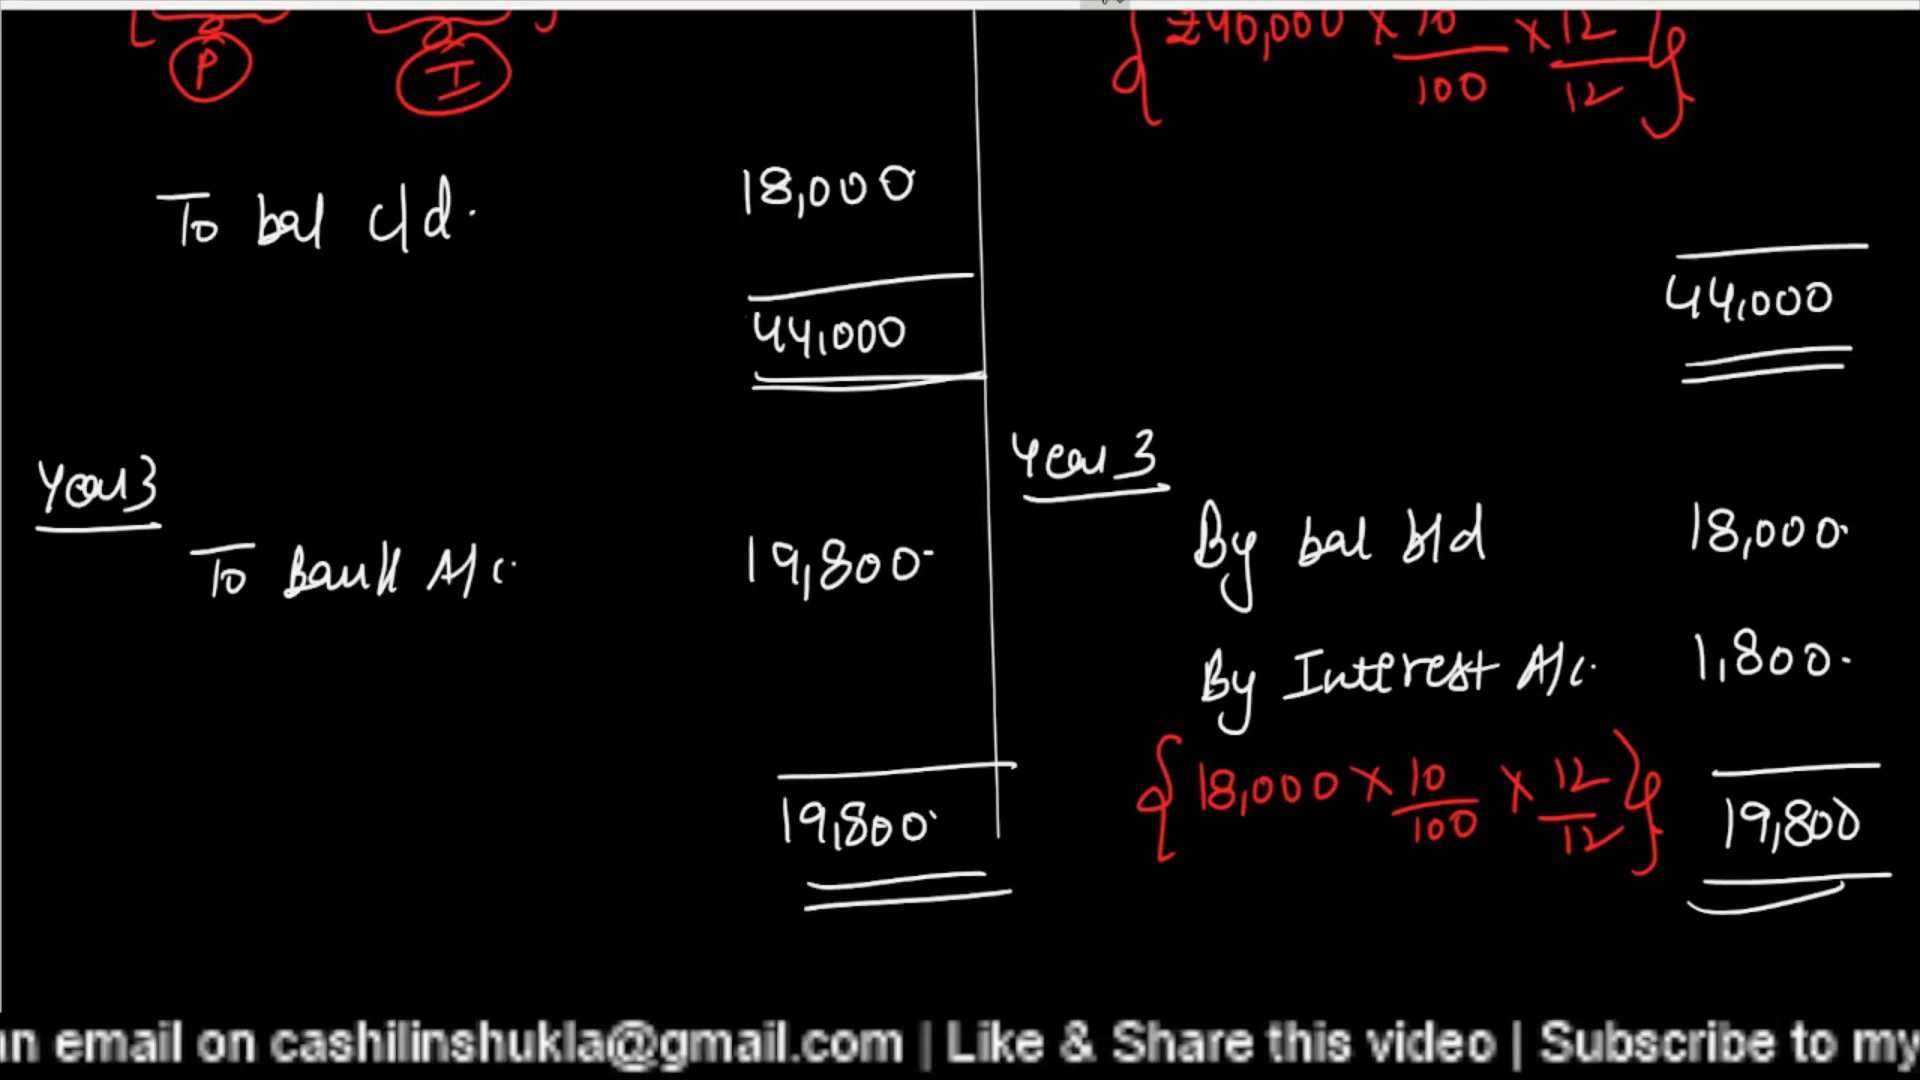 { ₹40,000 × 10/100 × 12/12 }
P I
To bal c/d. 18,000
44,000 44,000
Year 3 Year 3
To Bank A/c. 19,800 By bal b/d 18,000
By Interest A/c. 1,800
{ 18,000 × 10/100 × 12/12 }
19,800 19,800
an email on cashilinshukla@gmail.com | Like & Share this video | Subscribe to my